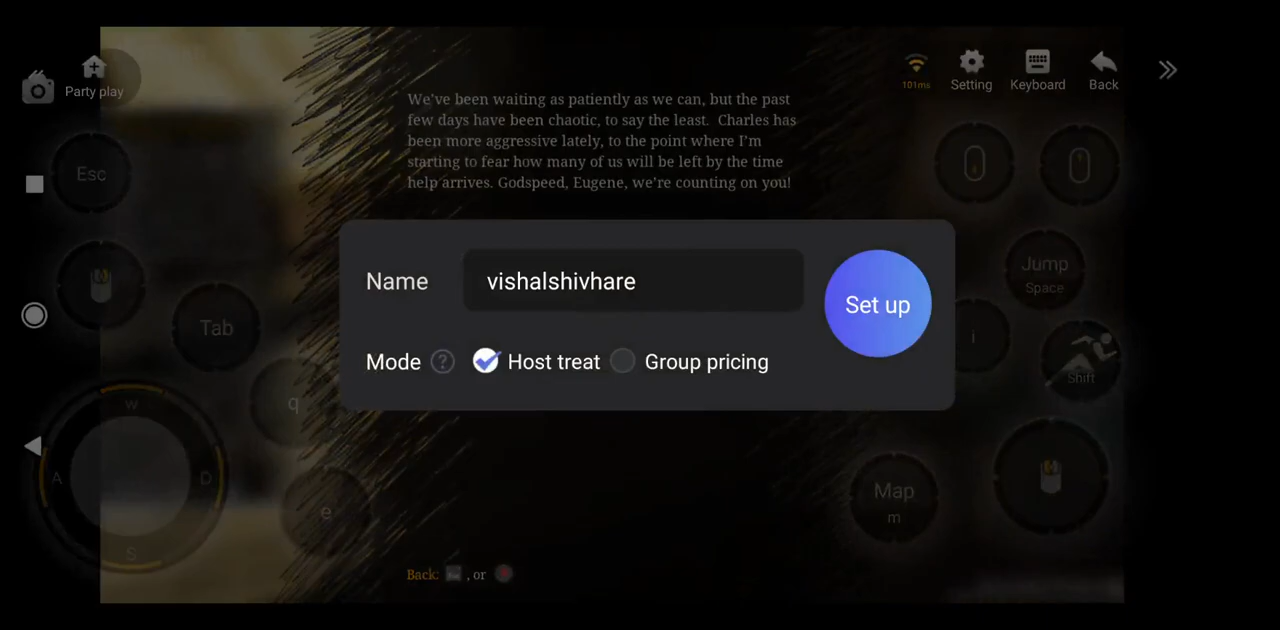 Party play
101ms
Setting
Keyboard
Back
We've been waiting as patiently as we can, but the past
few days have been chaotic, to say the least. Charles has
been more aggressive lately, to the point where I'm
starting to fear how many of us will be left by the time
help arrives. Godspeed, Eugene, we're counting on you!
Esc
Name
vishalshivhare
Set up
Jump
Space
Tab
i
Mode ?
Host treat
Group pricing
Shift
W
q
A
D
Map
m
e
S
Back: , or